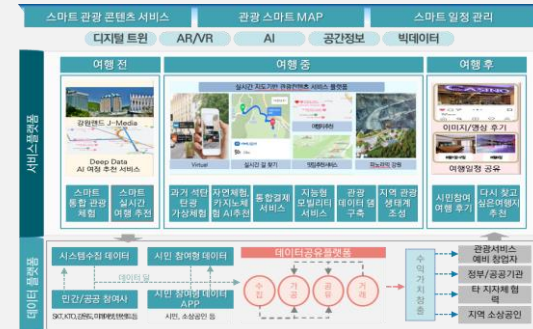 스마트 관광 콘텐츠 서비스
관광 스마트 MAP
스마트 일정 관리
디지털 트윈
AR/VR
AI
공간정보
빅데이터
서비스플랫폼
여행 전
강원랜드 J-Media
Deep Data
AI 여정 추천 서비스
스마트
통합 관광
체험
스마트
실시간
여행 추천
여행 중
실시간 지도기반 관광컨텐츠 서비스 플랫폼
Virtual
실시간 길 찾기
과거 석탄
탄광
가상체험
자연체험,
카지노체
험 AI추천
통합결제
서비스
지능형
모빌리티
서비스
관광
데이터 댐
구축
지역 관광
생태계
조성
여행 후
CASINO
이미지/영상 후기
여행일정 공유
시민참여
여행 후기
다시 찾고
싶은여행지
추천
데이터 플랫폼
시스템수집 데이터
시민 참여형 데이터
데이터 딜
민간/공공 참여사
시민 참여형 데이터
APP
시민, 소상공인 등
데이터공유플랫폼
수집
가공
공유
거래
수익가치창출
관광서비스
예비 창업자
정부/공공기관
타 지자체 협
력
지역 소상공인